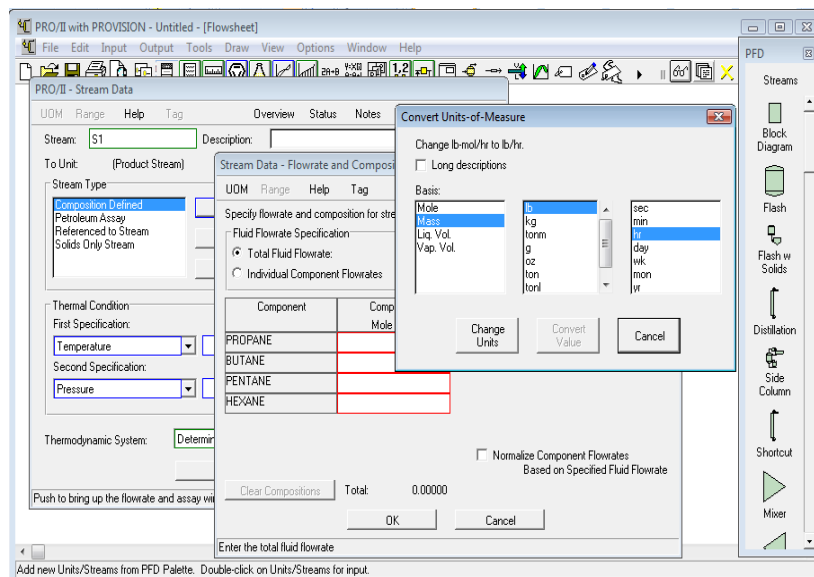 PRO/II with PROVISION - Untitled - [Flowsheet]
File Edit Input Output Tools Draw View Options Window Help
PFD
Streams
Block
Diagram
Flash
Flash w
Solids
Distillation
Side
Column
Shortcut
Mixer
PRO/II - Stream Data
UOM Range Help Tag Overview Status Notes
Stream: S1 Description:
To Unit: (Product Stream)
Stream Type
Composition Defined
Petroleum Assay
Referenced to Stream
Solids Only Stream
Thermal Condition
First Specification:
Temperature
Second Specification:
Pressure
Thermodynamic System: Determin
Push to bring up the flowrate and assay wi
Stream Data - Flowrate and Composi
UOM Range Help Tag
Specify flowrate and composition for stre
Fluid Flowrate Specification
Total Fluid Flowrate:
Individual Component Flowrates
Component Comp
Mole
PROPANE
BUTANE
PENTANE
HEXANE
Normalize Component Flowrates
Based on Specified Fluid Flowrate
Clear Compositions Total: 0.00000
OK Cancel
Enter the total fluid flowrate
Convert Units-of-Measure
Change lb-mol/hr to lb/hr.
Long descriptions
Basis:
Mole lb sec
Mass kg min
Liq. Vol. tonm hr
Vap. Vol. g day
oz wk
ton mon
tonl yr
Change
Units
Convert
Value
Cancel
Add new Units/Streams from PFD Palette. Double-click on Units/Streams for input.